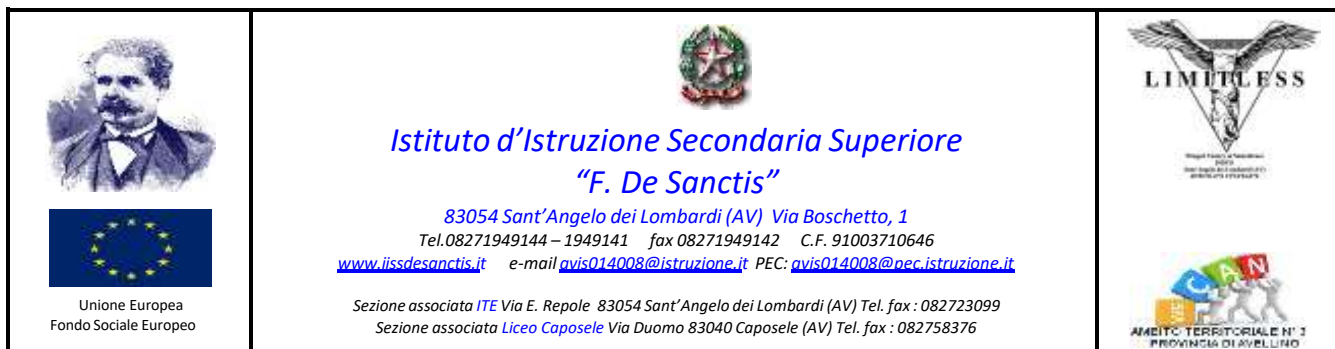 Unione Europea
Fondo Sociale Europeo
Istituto d'Istruzione Secondaria Superiore
“F. De Sanctis”
83054 Sant'Angelo dei Lombardi (AV) Via Boschetto, 1
Tel.08271949144 – 1949141 fax 08271949142 C.F. 91003710646
www.iissdesanctis.it e-mail avis014008@istruzione.it PEC: avis014008@pec.istruzione.it
Sezione associata ITE Via E. Repole 83054 Sant'Angelo dei Lombardi (AV) Tel. fax : 082723099
Sezione associata Liceo Caposele Via Duomo 83040 Caposele (AV) Tel. fax : 082758376
LIMITLESS
WE CAN
AMBITO TERRITORIALE N° 3
PROVINCIA DI AVELLINO